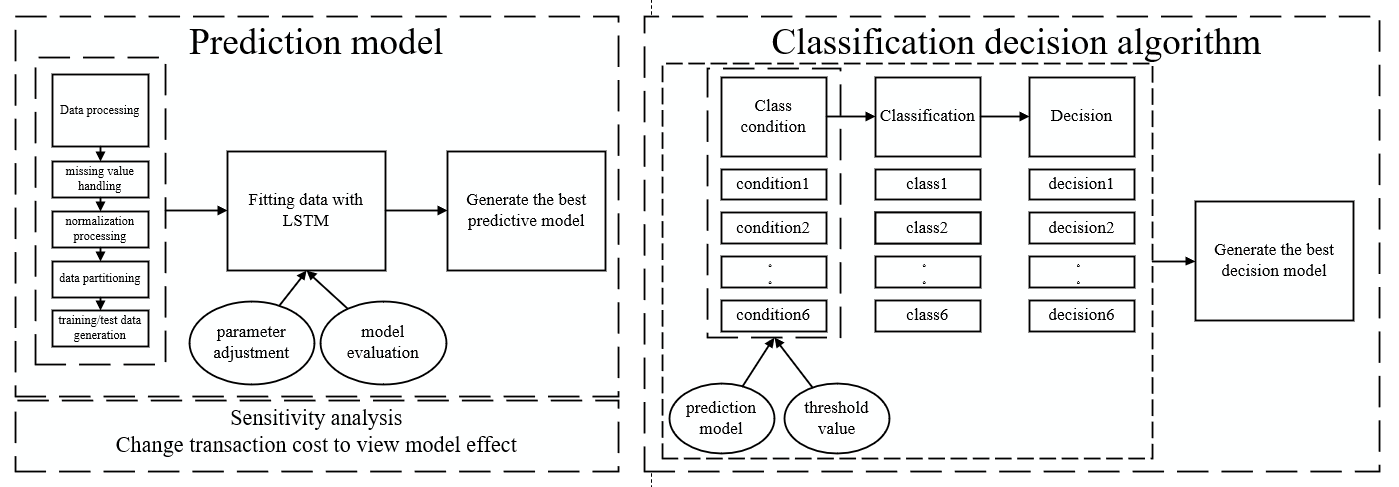 Prediction model
Data processing
missing value
handling
normalization
processing
data partitioning
training/test data
generation
Fitting data with
LSTM
Generate the best
predictive model
parameter
adjustment
model
evaluation
Sensitivity analysis
Change transaction cost to view model effect
Classification decision algorithm
Class
condition
Classification
Decision
condition1
class1
decision1
condition2
class2
decision2
condition6
class6
decision6
prediction
model
threshold
value
Generate the best
decision model